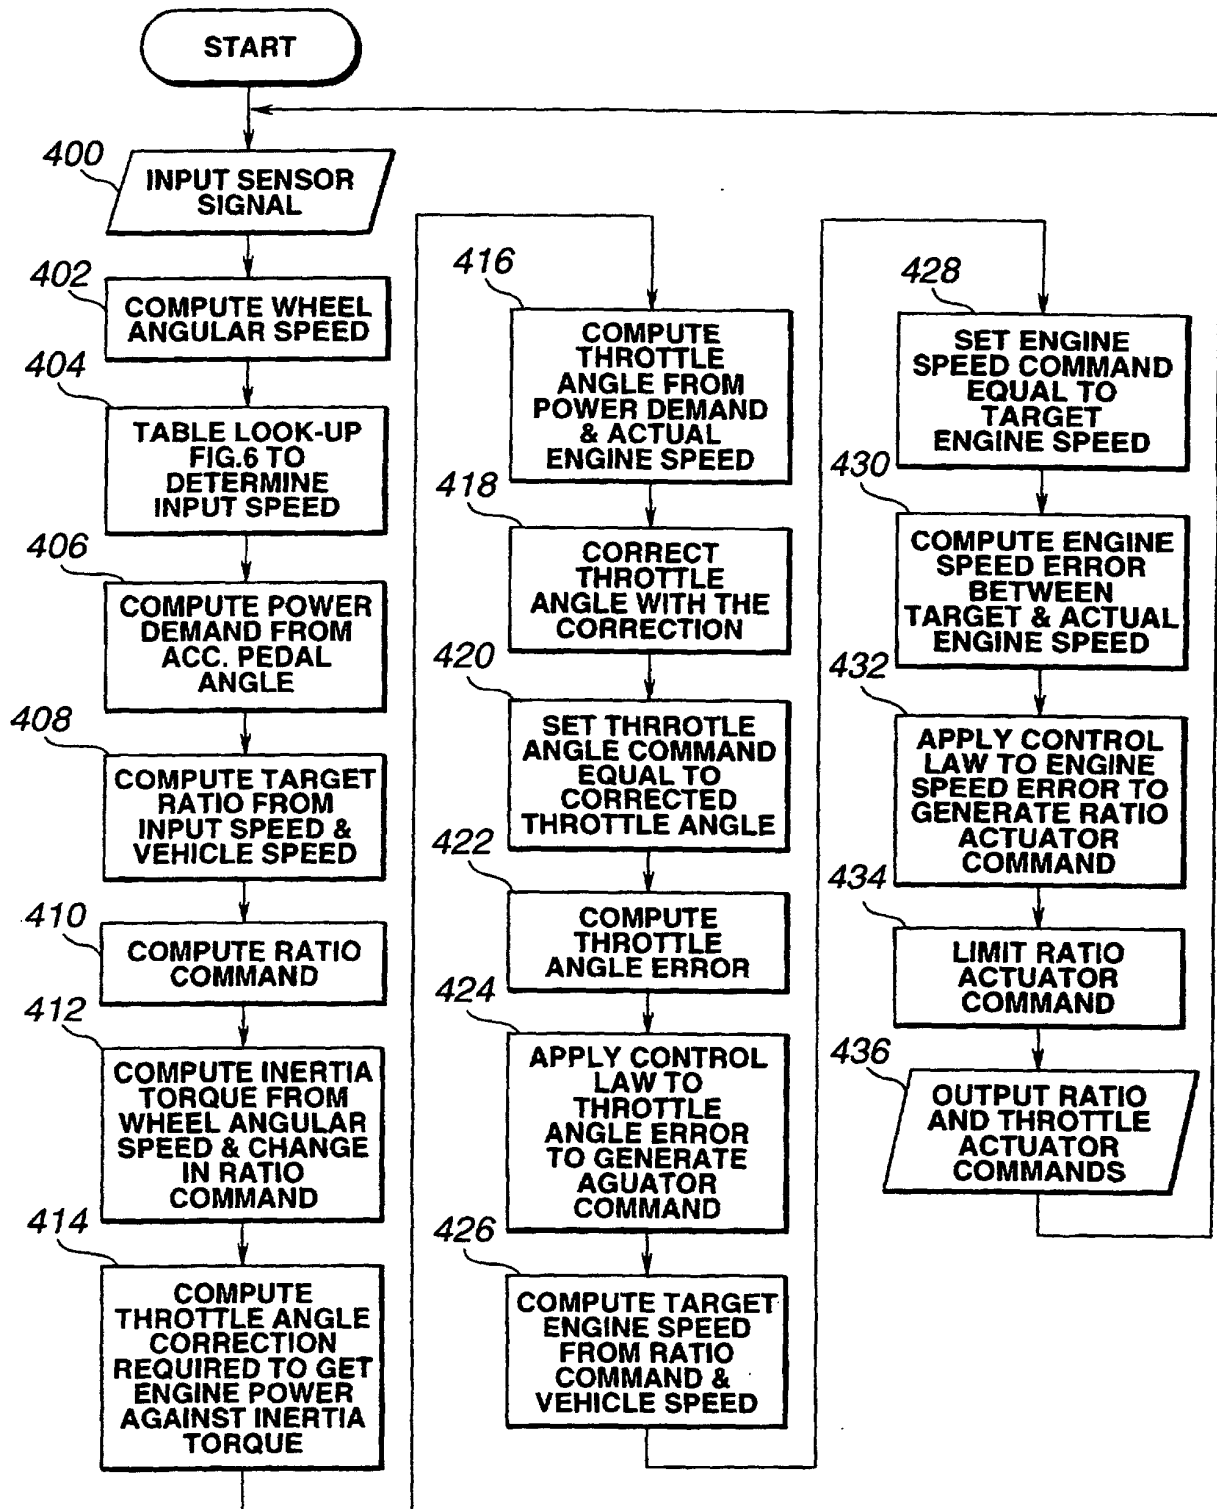 START
400
INPUT SENSOR
SIGNAL
402
COMPUTE WHEEL
ANGULAR SPEED
404
TABLE LOOK-UP
FIG.6 TO
DETERMINE
INPUT SPEED
406
COMPUTE POWER
DEMAND FROM
ACC. PEDAL
ANGLE
408
COMPUTE TARGET
RATIO FROM
INPUT SPEED &
VEHICLE SPEED
410
COMPUTE RATIO
COMMAND
412
COMPUTE INERTIA
TORQUE FROM
WHEEL ANGULAR
SPEED & CHANGE
IN RATIO
COMMAND
414
COMPUTE
THROTTLE ANGLE
CORRECTION
REQUIRED TO GET
ENGINE POWER
AGAINST INERTIA
TORQUE
416
COMPUTE
THROTTLE
ANGLE FROM
POWER DEMAND
& ACTUAL
ENGINE SPEED
418
CORRECT
THROTTLE
ANGLE WITH THE
CORRECTION
420
SET THRROTLE
ANGLE COMMAND
EQUAL TO
CORRECTED
THROTTLE ANGLE
422
COMPUTE
THROTTLE
ANGLE ERROR
424
APPLY CONTROL
LAW TO
THROTTLE
ANGLE ERROR
TO GENERATE
AGUATOR
COMMAND
426
COMPUTE TARGET
ENGINE SPEED
FROM RATIO
COMMAND &
VEHICLE SPEED
428
SET ENGINE
SPEED COMMAND
EQUAL TO
TARGET
ENGINE SPEED
430
COMPUTE ENGINE
SPEED ERROR
BETWEEN
TARGET & ACTUAL
ENGINE SPEED
432
APPLY CONTROL
LAW TO ENGINE
SPEED ERROR TO
GENERATE RATIO
ACTUATOR
COMMAND
434
LIMIT RATIO
ACTUATOR
COMMAND
436
OUTPUT RATIO
AND THROTTLE
ACTUATOR
COMMANDS